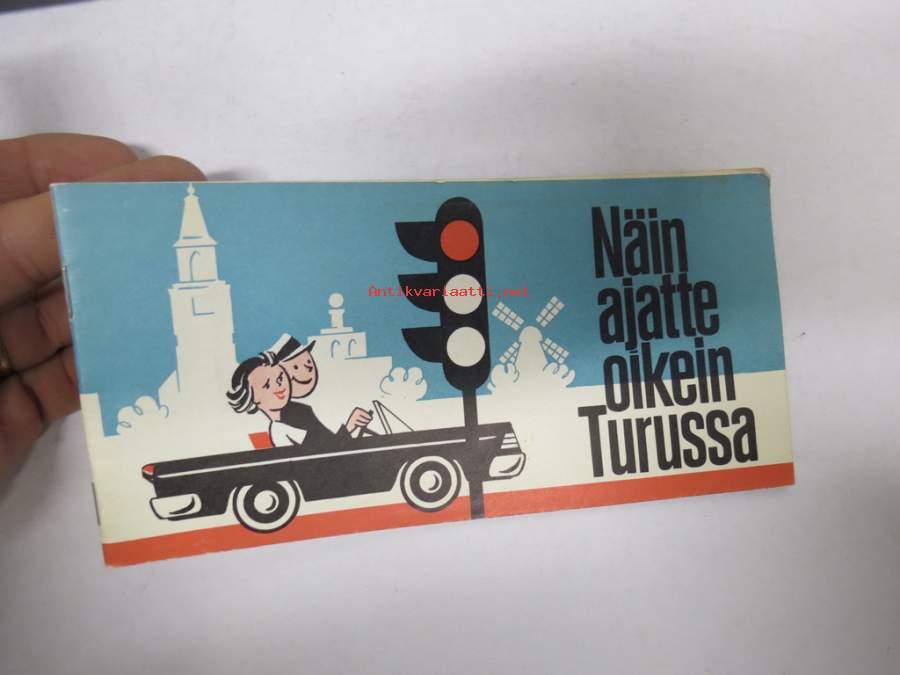 Näin
ajatte
oikein
Turussa
Antikvariaatti.net